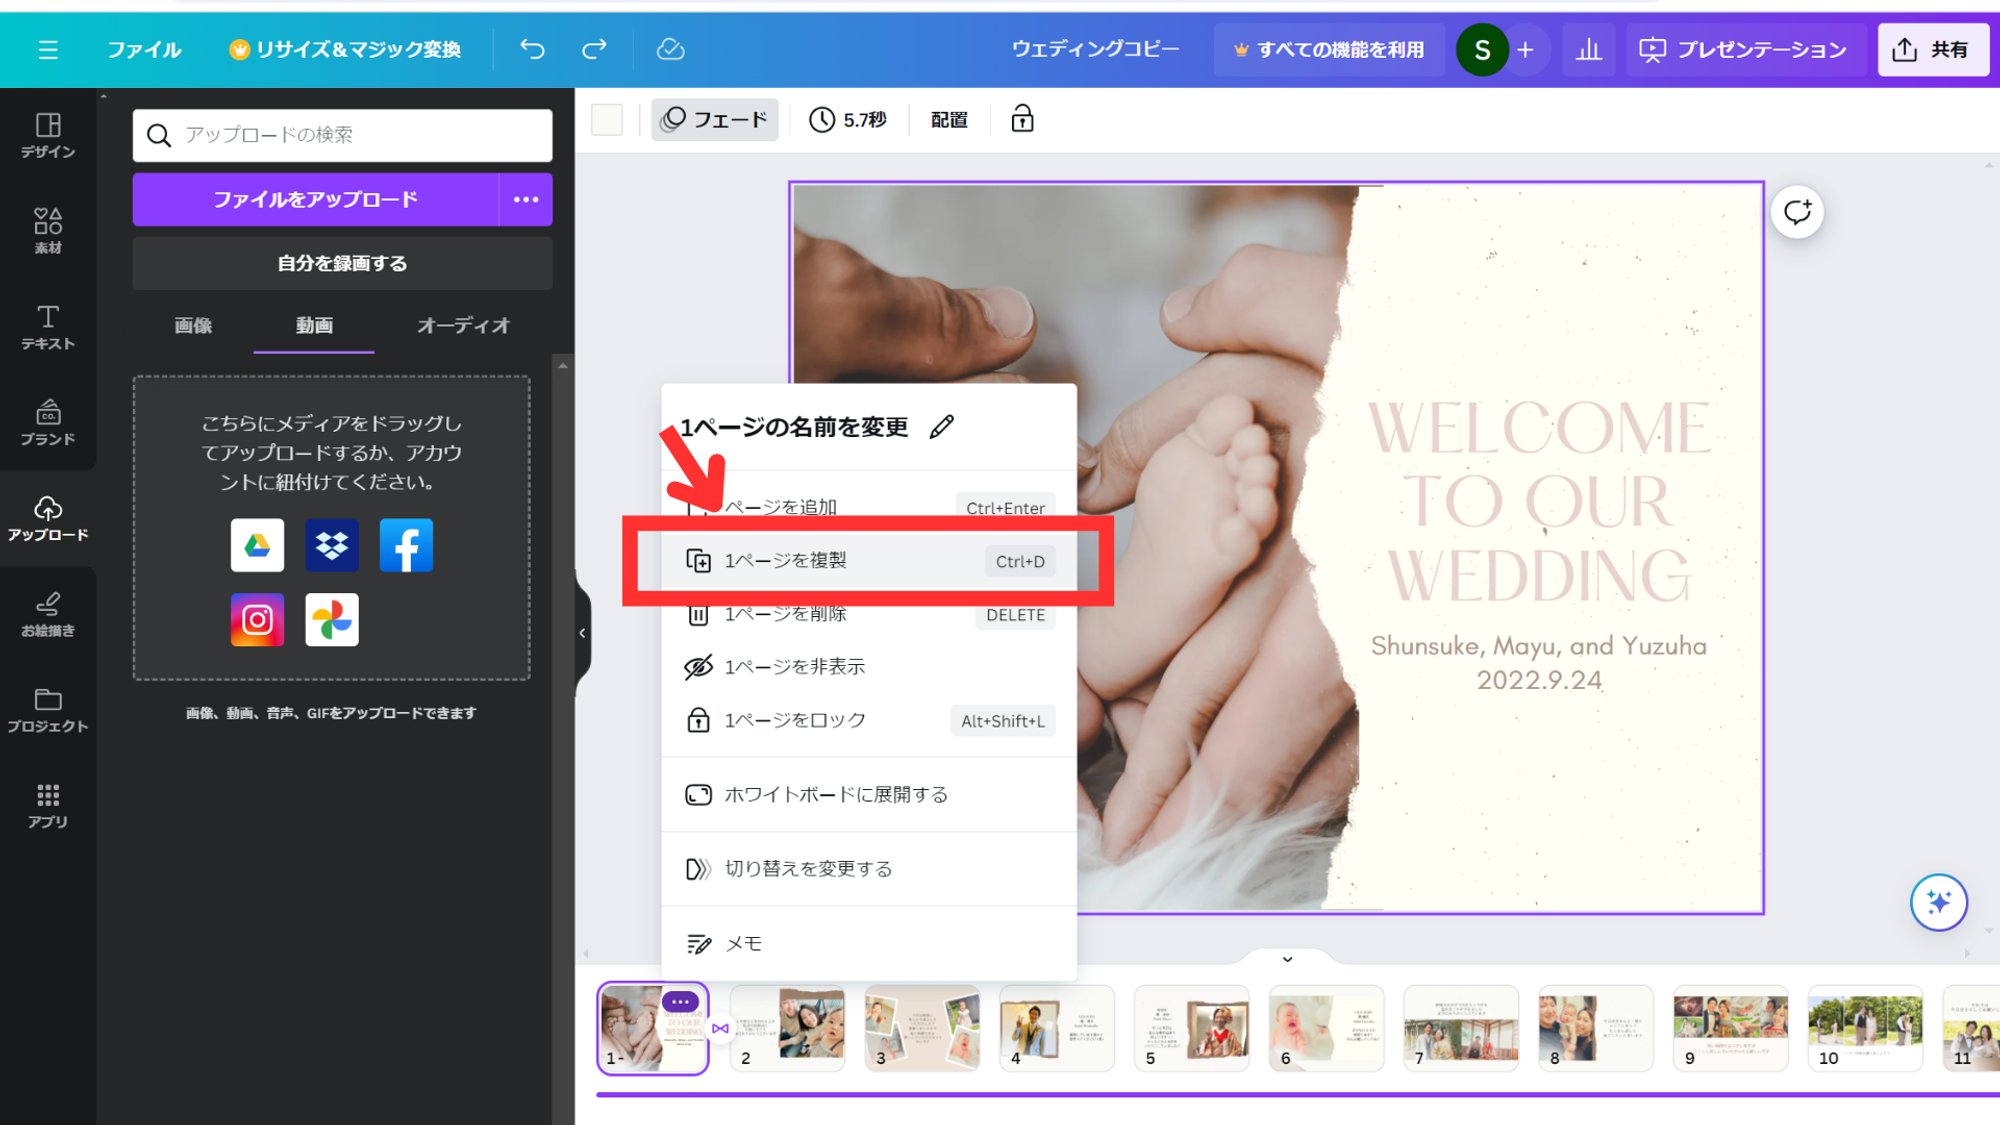 ファイル
リサイズ＆マジック変換
ウェディングコピー
すべての機能を利用
S
プレゼンテーション
共有
デザイン
素材
テキスト
CO.
ブランド
アップロード
お絵描き
プロジェクト
アプリ
アップロードの検索
ファイルをアップロード
自分を録画する
画像
動画
オーディオ
こちらにメディアをドラッグし
てアップロードするか、アカウ
ントに紐付けてください。
画像、動画、音声、GIFをアップロードできます
フェード
5.7秒
配置
1ページの名前を変更
ページを追加
Ctrl+Enter
1ページを複製
Ctrl+D
1ページを削除
DELETE
1ページを非表示
1ページをロック
Alt+Shift+L
ホワイトボードに展開する
切り替えを変更する
メモ
WELCOME
TO OUR
WEDDING
Shunsuke, Mayu, and Yuzuha
2022.9.24
WELCOME
TO OUR
WEDDING
1-
2
3
4
5
6
7
8
9
10
11